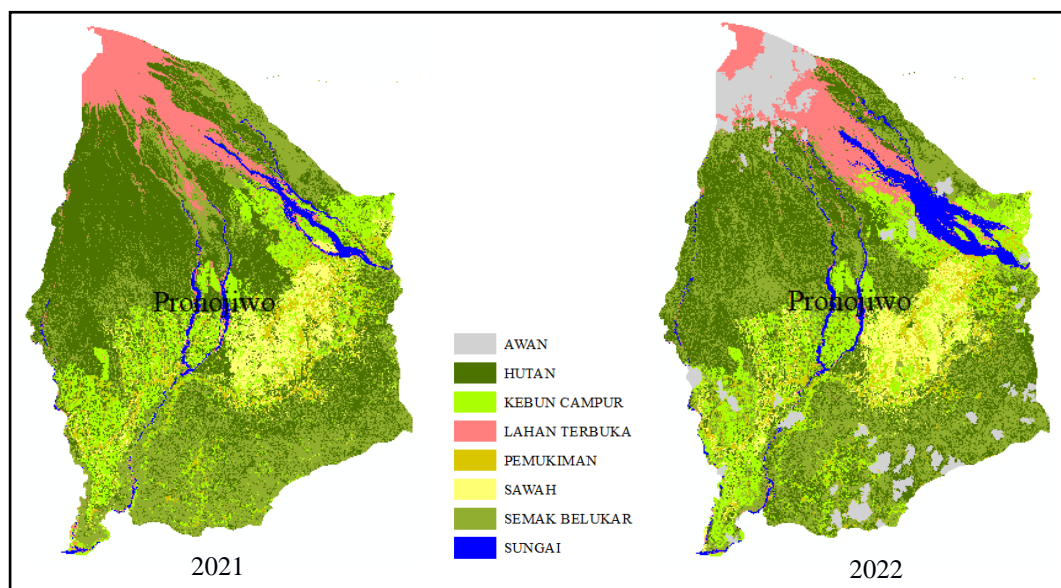 Pronojiwo
Pronojiwo
AWAN
HUTAN
KEBUN CAMPUR
LAHAN TERBUKA
PEMUKIMAN
SAWAH
SEMAK BELUKAR
SUNGAI
2021
2022